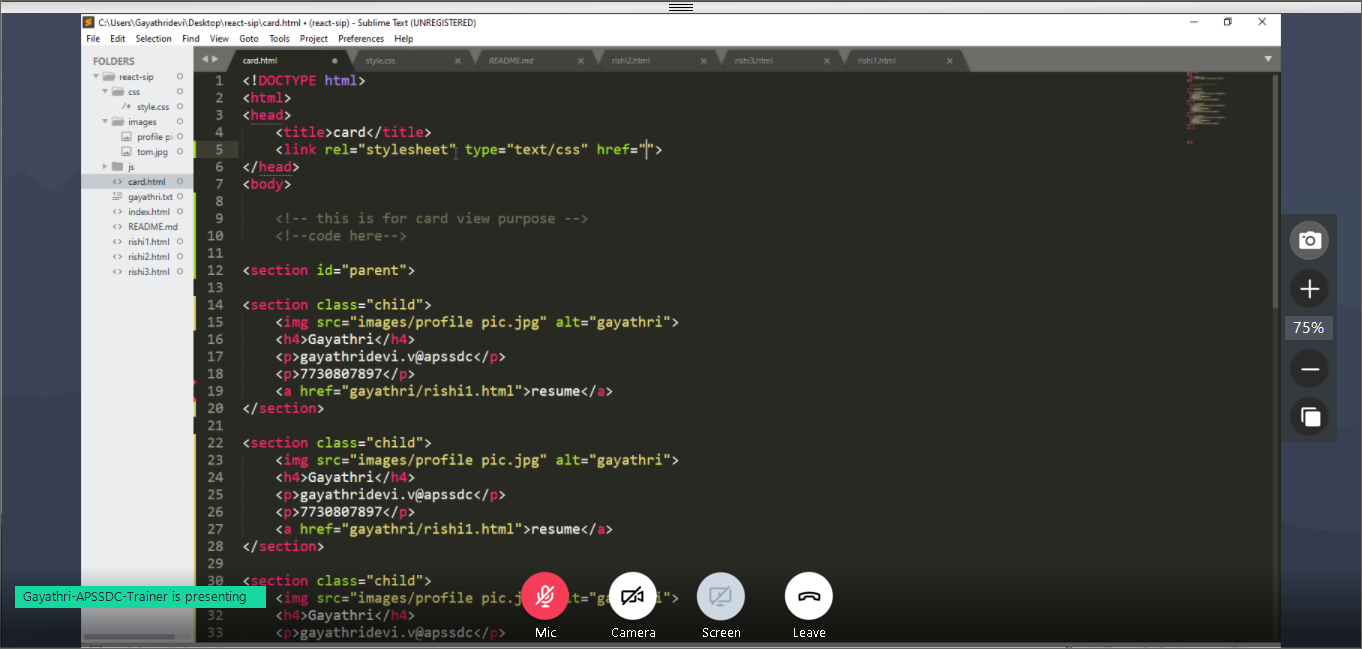 C:\Users\Gayathridevi\Desktop\react-sip\card.html • (react-sip) - Sublime Text (UNREGISTERED)
File Edit Selection Find View Goto Tools Project Preferences Help
FOLDERS
react-sip
css
style.css
images
profile pi
tom.jpg
js
card.html
gayathri.txt
index.html
README.md
rishi1.html
rishi2.html
rishi3.html
card.html style.css README.md rishi2.html rishi3.html rishi1.html
1 <!DOCTYPE html>
2 <html>
3 <head>
4 <title>card</title>
5 <link rel="stylesheet" type="text/css" href="">
6 </head>
7 <body>
8
9 <!-- this is for card view purpose -->
10 <!--code here-->
11
12 <section id="parent">
13
14 <section class="child">
15 <img src="images/profile pic.jpg" alt="gayathri">
16 <h4>Gayathri</h4>
17 <p>gayathridevi.v@apssdc</p>
18 <p>7730807897</p>
19 <a href="gayathri/rishi1.html">resume</a>
20 </section>
21
22 <section class="child">
23 <img src="images/profile pic.jpg" alt="gayathri">
24 <h4>Gayathri</h4>
25 <p>gayathridevi.v@apssdc</p>
26 <p>7730807897</p>
27 <a href="gayathri/rishi1.html">resume</a>
28 </section>
29
30 <section class="child">
<img src="images/profile pic.j
32 <h4>Gayathri</h4>
33 <p>gayathridevi.v@apssdc</p>
75%
Gayathri-APSSDC-Trainer is presenting
Mic Camera Screen Leave